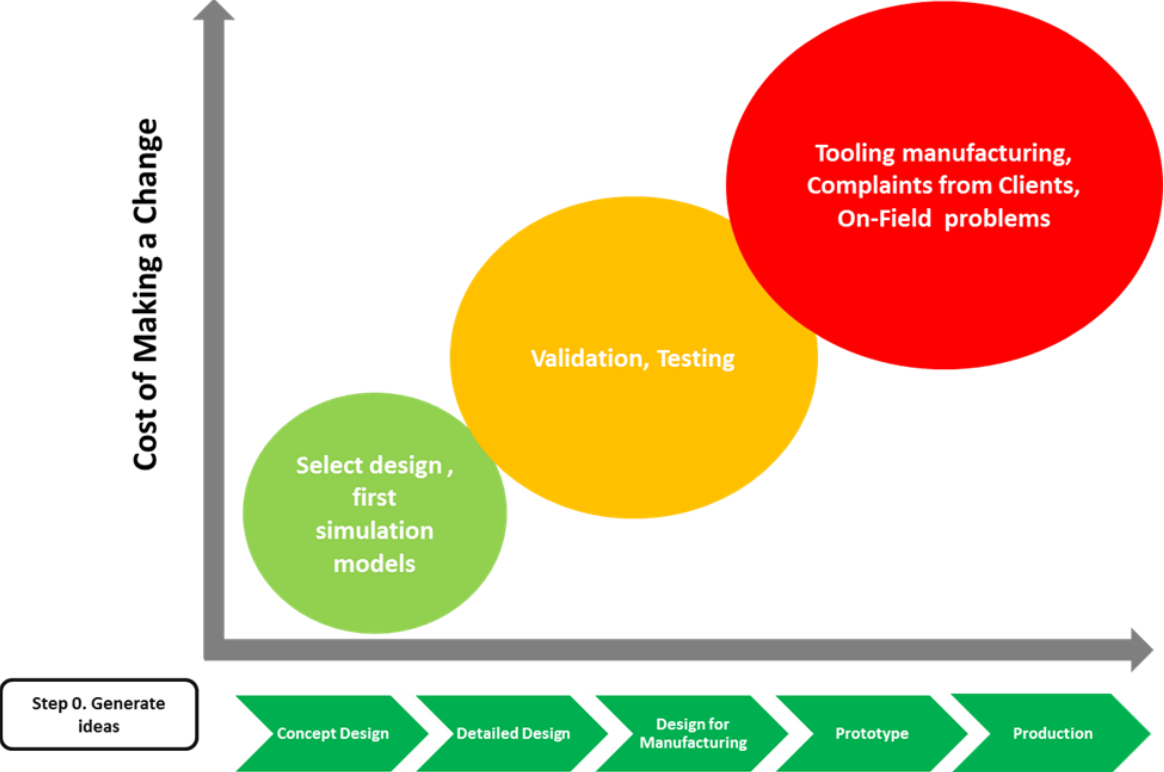 Cost of Making a Change
Tooling manufacturing,
Complaints from Clients,
On-Field  problems
Validation, Testing
Select design ,
first
simulation
models
Step 0. Generate
ideas
Concept Design
Detailed Design
Design for
Manufacturing
Prototype
Production